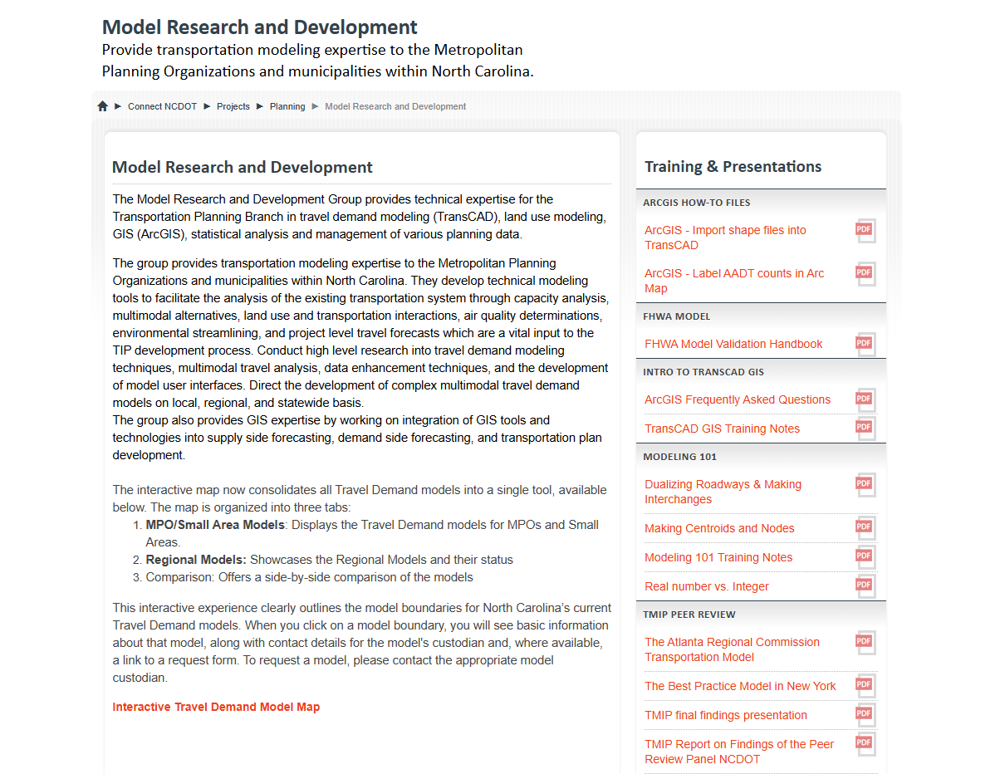 Model Research and Development
Provide transportation modeling expertise to the Metropolitan
Planning Organizations and municipalities within North Carolina.
Connect NCDOT ► Projects ► Planning ► Model Research and Development
Model Research and Development
The Model Research and Development Group provides technical expertise for the
Transportation Planning Branch in travel demand modeling (TransCAD), land use modeling,
GIS (ArcGIS), statistical analysis and management of various planning data.
The group provides transportation modeling expertise to the Metropolitan Planning
Organizations and municipalities within North Carolina. They develop technical modeling
tools to facilitate the analysis of the existing transportation system through capacity analysis,
multimodal alternatives, land use and transportation interactions, air quality determinations,
environmental streamlining, and project level travel forecasts which are a vital input to the
TIP development process. Conduct high level research into travel demand modeling
techniques, multimodal travel analysis, data enhancement techniques, and the development
of model user interfaces. Direct the development of complex multimodal travel demand
models on local, regional, and statewide basis.
The group also provides GIS expertise by working on integration of GIS tools and
technologies into supply side forecasting, demand side forecasting, and transportation plan
development.
The interactive map now consolidates all Travel Demand models into a single tool, available
below. The map is organized into three tabs:
1. MPO/Small Area Models: Displays the Travel Demand models for MPOs and Small
Areas.
2. Regional Models: Showcases the Regional Models and their status
3. Comparison: Offers a side-by-side comparison of the models
This interactive experience clearly outlines the model boundaries for North Carolina’s current
Travel Demand models. When you click on a model boundary, you will see basic information
about that model, along with contact details for the model's custodian and, where available,
a link to a request form. To request a model, please contact the appropriate model
custodian.
Interactive Travel Demand Model Map
Training & Presentations
ARCGIS HOW-TO FILES
ArcGIS - Import shape files into
TransCAD
PDF
ArcGIS - Label AADT counts in Arc
Map
PDF
FHWA MODEL
FHWA Model Validation Handbook
PDF
INTRO TO TRANSCAD GIS
ArcGIS Frequently Asked Questions
PDF
TransCAD GIS Training Notes
PDF
MODELING 101
Dualizing Roadways & Making
Interchanges
PDF
Making Centroids and Nodes
PDF
Modeling 101 Training Notes
PDF
Real number vs. Integer
PDF
TMIP PEER REVIEW
The Atlanta Regional Commission
Transportation Model
PDF
The Best Practice Model in New York
PDF
TMIP final findings presentation
PDF
TMIP Report on Findings of the Peer
Review Panel NCDOT
PDF